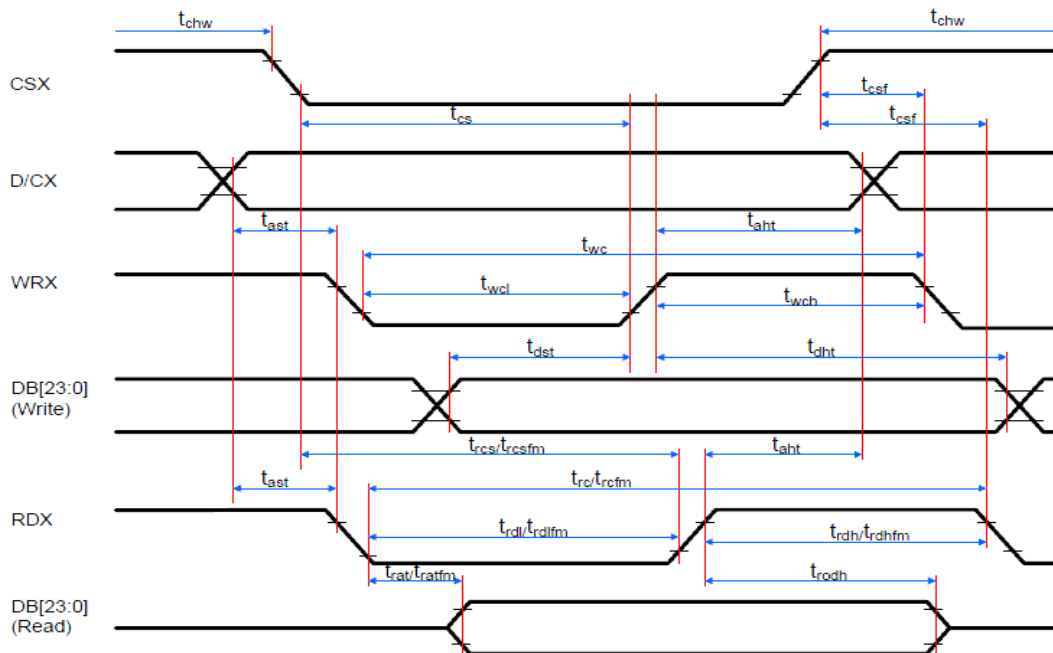 tchw
tchw
CSX
tcsf
tcs
tcsf
D/CX
tast
taht
twc
WRX
twcl
twch
tdst
tdht
DB[23:0]
(Write)
trcs/trcsfm
taht
tast
trc/trcfm
RDX
trdl/trdlfm
trdh/trdhfm
trat/tratfm
trodh
DB[23:0]
(Read)